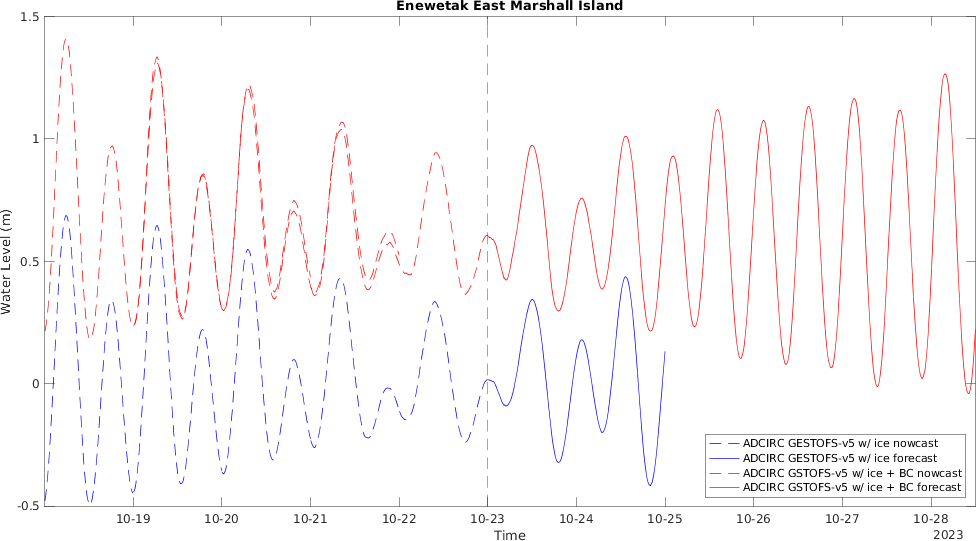 Enewetak East Marshall Island
1.5
1
0.5
0
-0.5
Water Level (m)
10-19
10-20
10-21
10-22
10-23
10-24
10-25
10-26
10-27
10-28
Time
2023
ADCIRC GESTOFS-v5 w/ ice nowcast
ADCIRC GESTOFS-v5 w/ ice forecast
ADCIRC GSTOFS-v5 w/ ice + BC nowcast
ADCIRC GSTOFS-v5 w/ ice + BC forecast